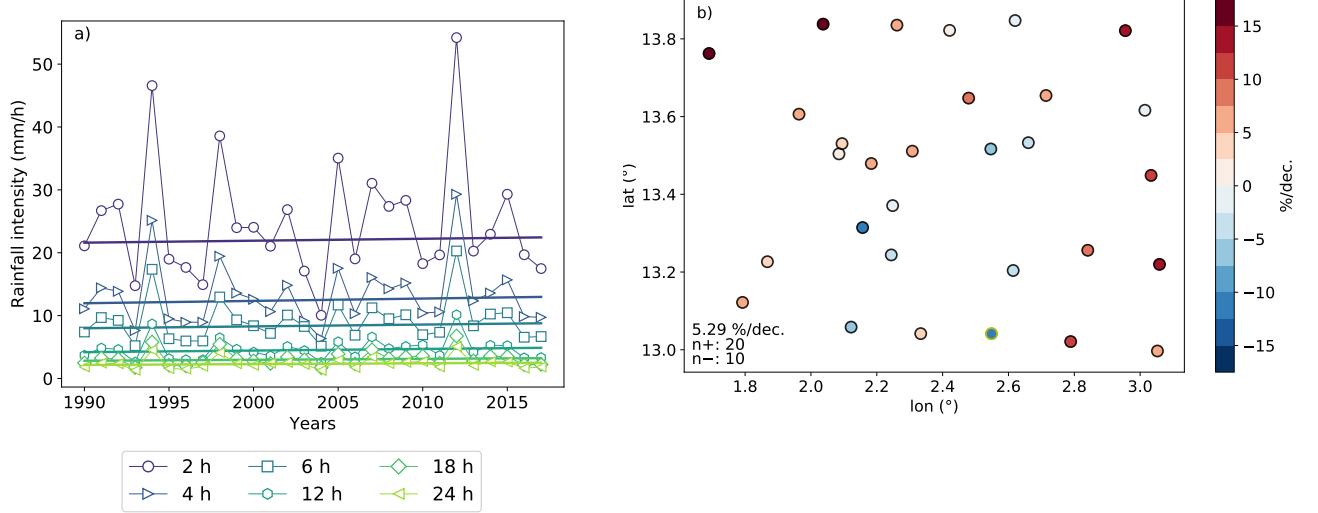 a)
50
40
30
20
10
0
Rainfall intensity (mm/h)
1990
1995
2000
2005
2010
2015
Years
2 h
4 h
6 h
12 h
18 h
24 h
b)
13.8
13.6
13.4
13.2
13.0
lat (°)
5.29 %/dec.
n+: 20
n−: 10
1.8
2.0
2.2
2.4
2.6
2.8
3.0
lon (°)
15
10
5
0
−5
−10
−15
%/dec.